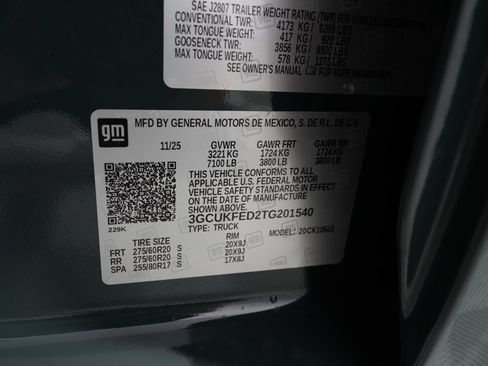 SAE J2807 TRAILER WEIGHT RATING (TWR) FOR VEHICLE CONFIGURATION
CONVENTIONAL TWR: 4173 KG / 9200 LBS
MAX TONGUE WEIGHT: 417 KG / 920 LBS
GOOSENECK TWR: 3856 KG / 8500 LBS
MAX TONGUE WEIGHT: 578 KG / 1275 LBS
SEE OWNER'S MANUAL FOR MORE INFORMATION
gm
MFD BY GENERAL MOTORS DE MEXICO, S. DE R.L. DE C.V.
11/25 GVWR GAWR FRT GAWR RR
3221 KG 1724 KG 1724 KG
7100 LB 3800 LB 3800 LB
THIS VEHICLE CONFORMS TO ALL
APPLICABLE U.S. FEDERAL MOTOR
VEHICLE SAFETY STANDARDS IN EFFECT
ON THE DATE OF MANUFACTURE
SHOWN ABOVE.
3GCUKFED2TG201540
229K
TYPE: TRUCK MODEL: 20CK10543
TIRE SIZE RIM
FRT 275/60R20 S 20X9J
RR 275/60R20 S 20X9J
SPA 255/80R17 S 17X8J